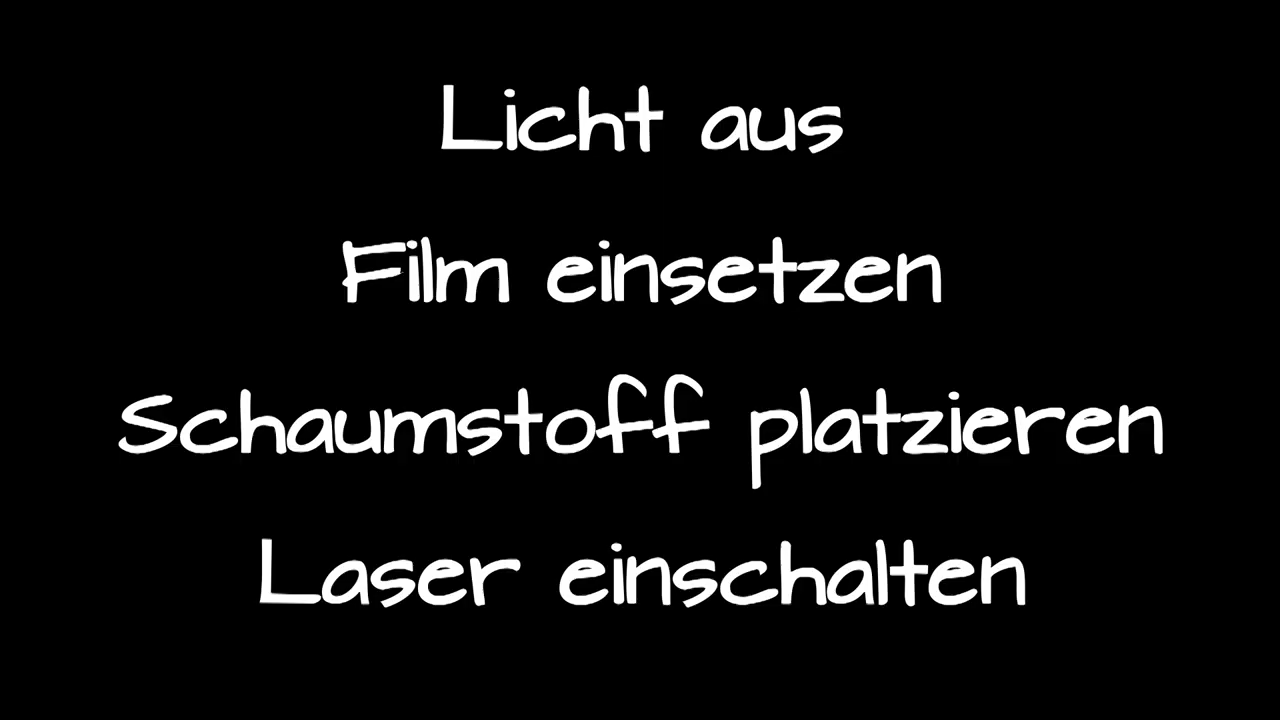 Licht aus
Film einsetzen
Schaumstoff platzieren
Laser einschalten